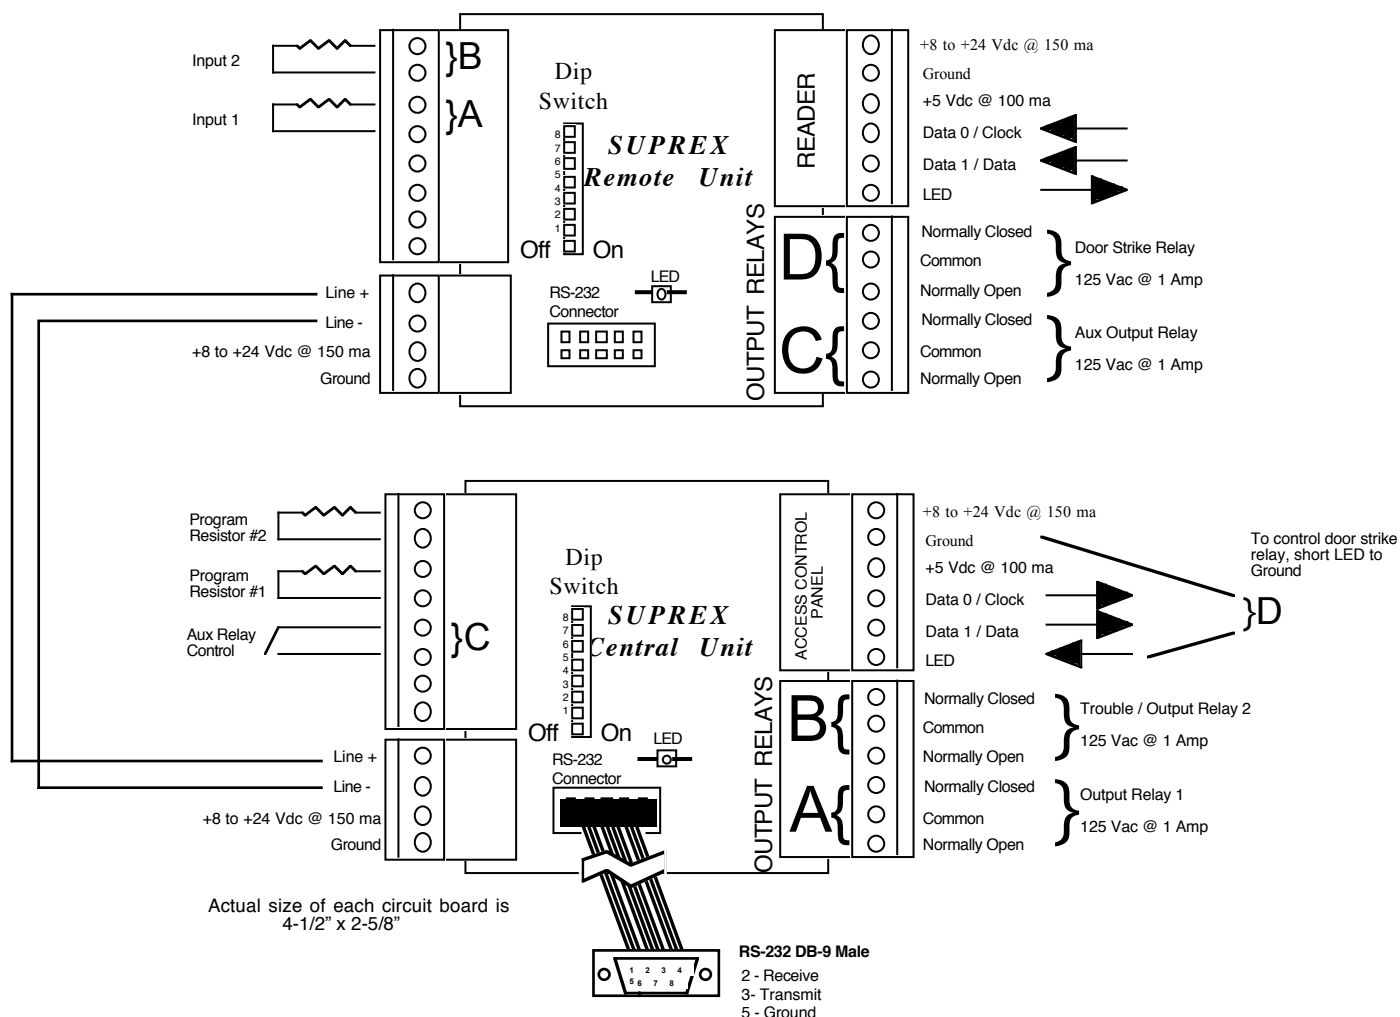 Input 2
}B
Input 1
}A
Dip
Switch
8
7
6
5
4
3
2
1
SUPREX
Remote Unit
Off
On
LED
RS-232
Connector
READER
+8 to +24 Vdc @ 150 ma
Ground
+5 Vdc @ 100 ma
Data 0 / Clock
Data 1 / Data
LED
OUTPUT RELAYS
D{
Normally Closed
Common
Normally Open
} Door Strike Relay
125 Vac @ 1 Amp
C{
Normally Closed
Common
Normally Open
} Aux Output Relay
125 Vac @ 1 Amp
Line +
Line -
+8 to +24 Vdc @ 150 ma
Ground
Program
Resistor #2
Program
Resistor #1
Aux Relay
Control
}C
Dip
Switch
8
7
6
5
4
3
2
1
SUPREX
Central Unit
Off
On
LED
RS-232
Connector
ACCESS CONTROL
PANEL
+8 to +24 Vdc @ 150 ma
Ground
+5 Vdc @ 100 ma
Data 0 / Clock
Data 1 / Data
LED
To control door strike
relay, short LED to
Ground
}D
OUTPUT RELAYS
B{
Normally Closed
Common
Normally Open
} Trouble / Output Relay 2
125 Vac @ 1 Amp
A{
Normally Closed
Common
Normally Open
} Output Relay 1
125 Vac @ 1 Amp
Line +
Line -
+8 to +24 Vdc @ 150 ma
Ground
Actual size of each circuit board is
4-1/2” x 2-5/8”
1 2 3 4
5 6 7 8
RS-232 DB-9 Male
2 - Receive
3- Transmit
5 - Ground